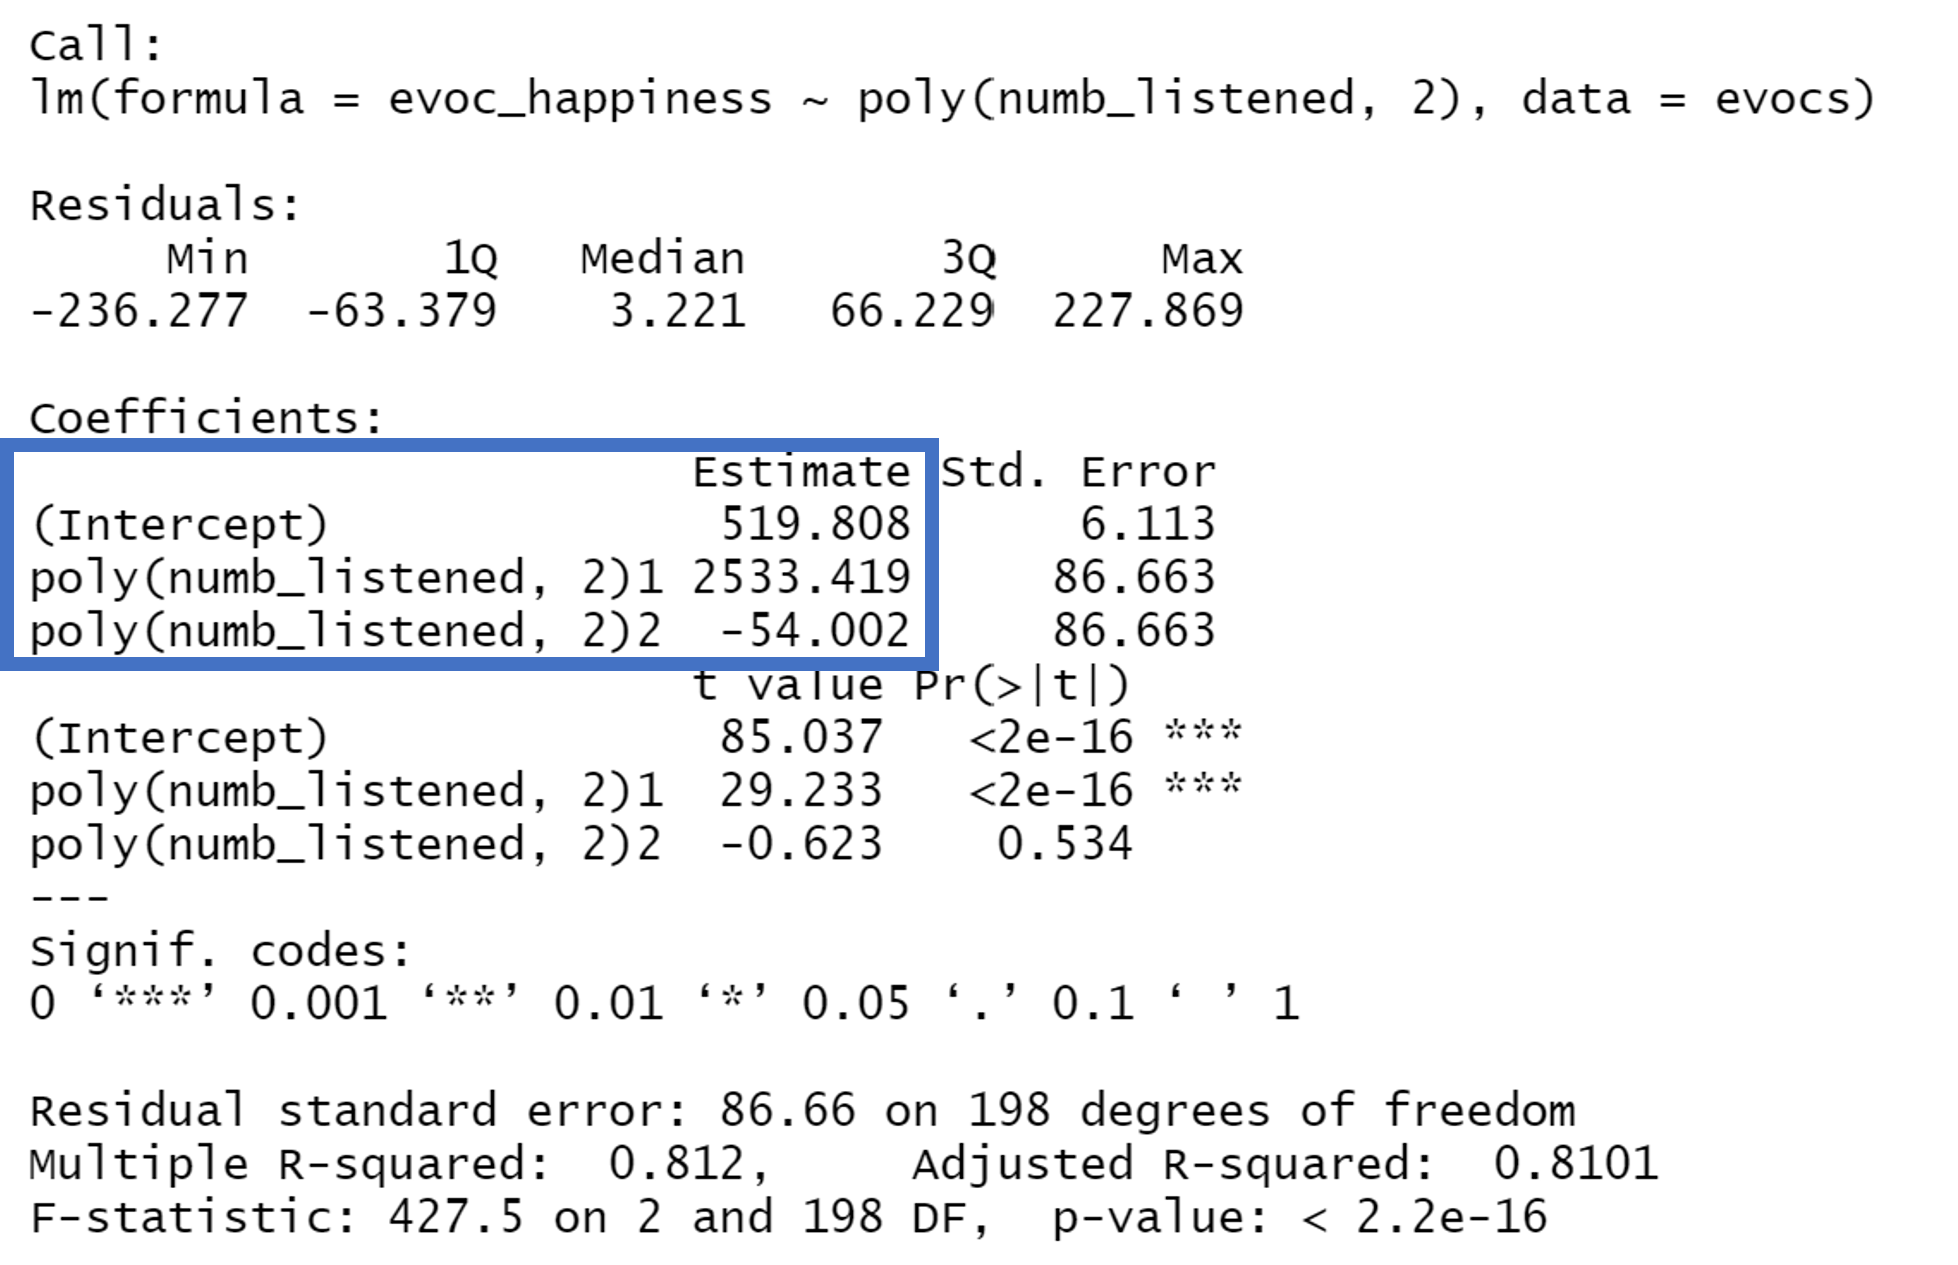 Call:
lm(formula = evoc_happiness ~ poly(numb_listened, 2), data = evocs)
Residuals:
Min 1Q Median 3Q Max
-236.277 -63.379 3.221 66.229 227.869
Coefficients:
Estimate Std. Error
(Intercept) 519.808 6.113
poly(numb_listened, 2)1 2533.419 86.663
poly(numb_listened, 2)2 -54.002 86.663
t value Pr(>|t|)
(Intercept) 85.037 <2e-16 ***
poly(numb_listened, 2)1 29.233 <2e-16 ***
poly(numb_listened, 2)2 -0.623 0.534
---
Signif. codes:
0 ‘***’ 0.001 ‘**’ 0.01 ‘*’ 0.05 ‘.’ 0.1 ‘ ’ 1
Residual standard error: 86.66 on 198 degrees of freedom
Multiple R-squared: 0.812, Adjusted R-squared: 0.8101
F-statistic: 427.5 on 2 and 198 DF, p-value: < 2.2e-16